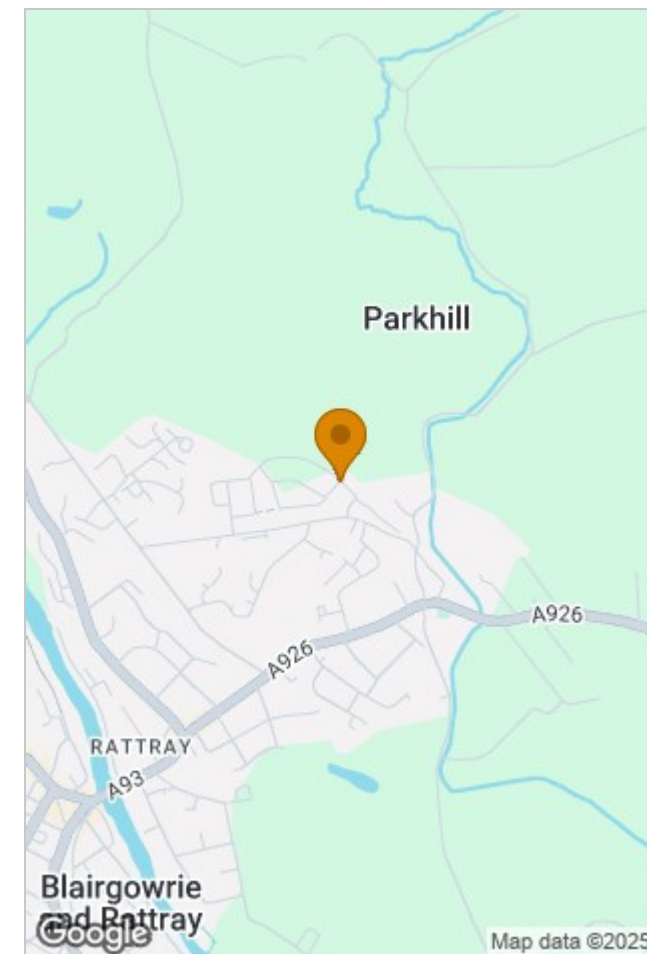 Parkhill
A926
A926
RATTRAY
A93
Blairgowrie
and Rattray
Google
Map data ©2025